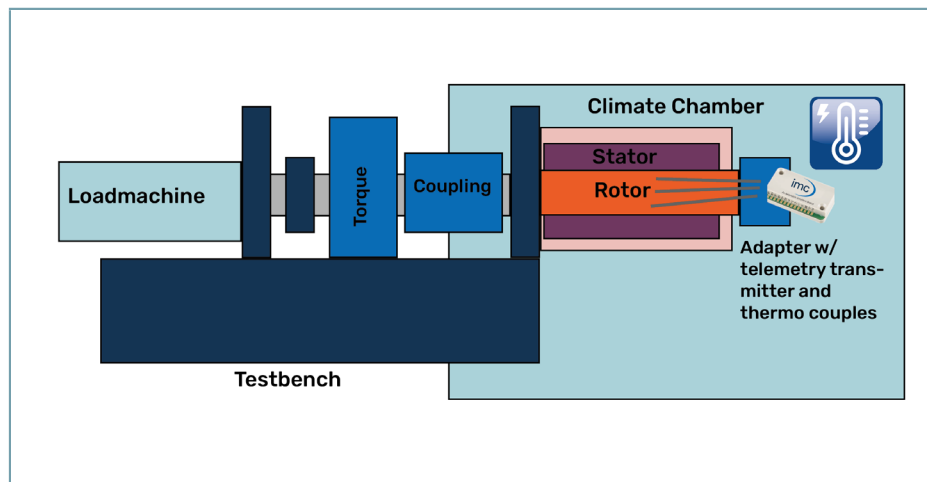 Climate Chamber
Loadmachine
Torque
Coupling
Stator
Rotor
imc
Adapter w/
telemetry trans-
mitter and
thermo couples
Testbench